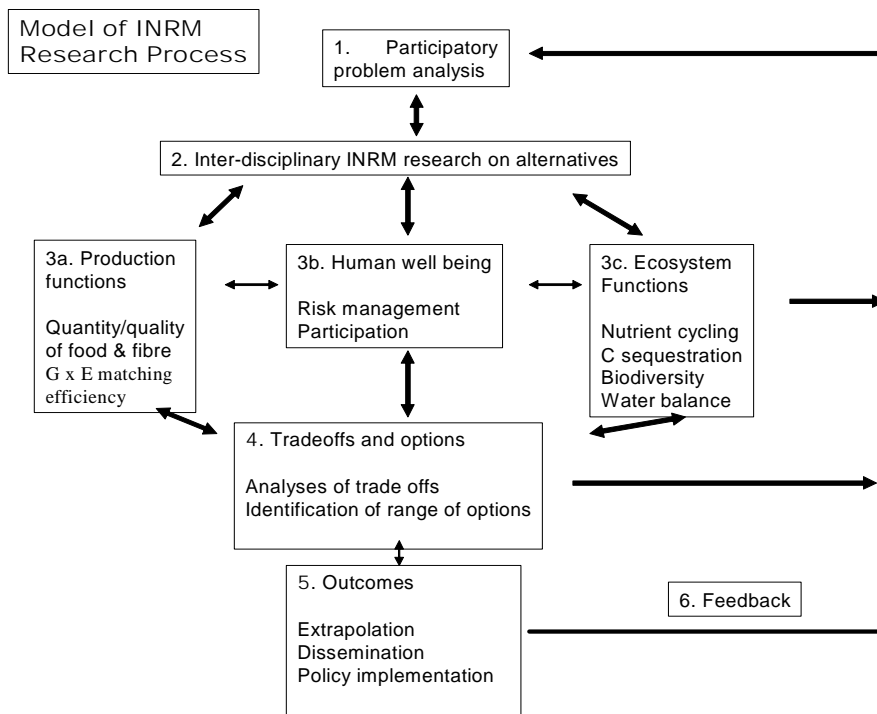 Model of INRM
Research Process
1. Participatory
problem analysis
2. Inter-disciplinary INRM research on alternatives
3a. Production
functions
Quantity/quality
of food & fibre
G x E matching
efficiency
3b. Human well being
Risk management
Participation
3c. Ecosystem
Functions
Nutrient cycling
C sequestration
Biodiversity
Water balance
4. Tradeoffs and options
Analyses of trade offs
Identification of range of options
5. Outcomes
Extrapolation
Dissemination
Policy implementation
6. Feedback